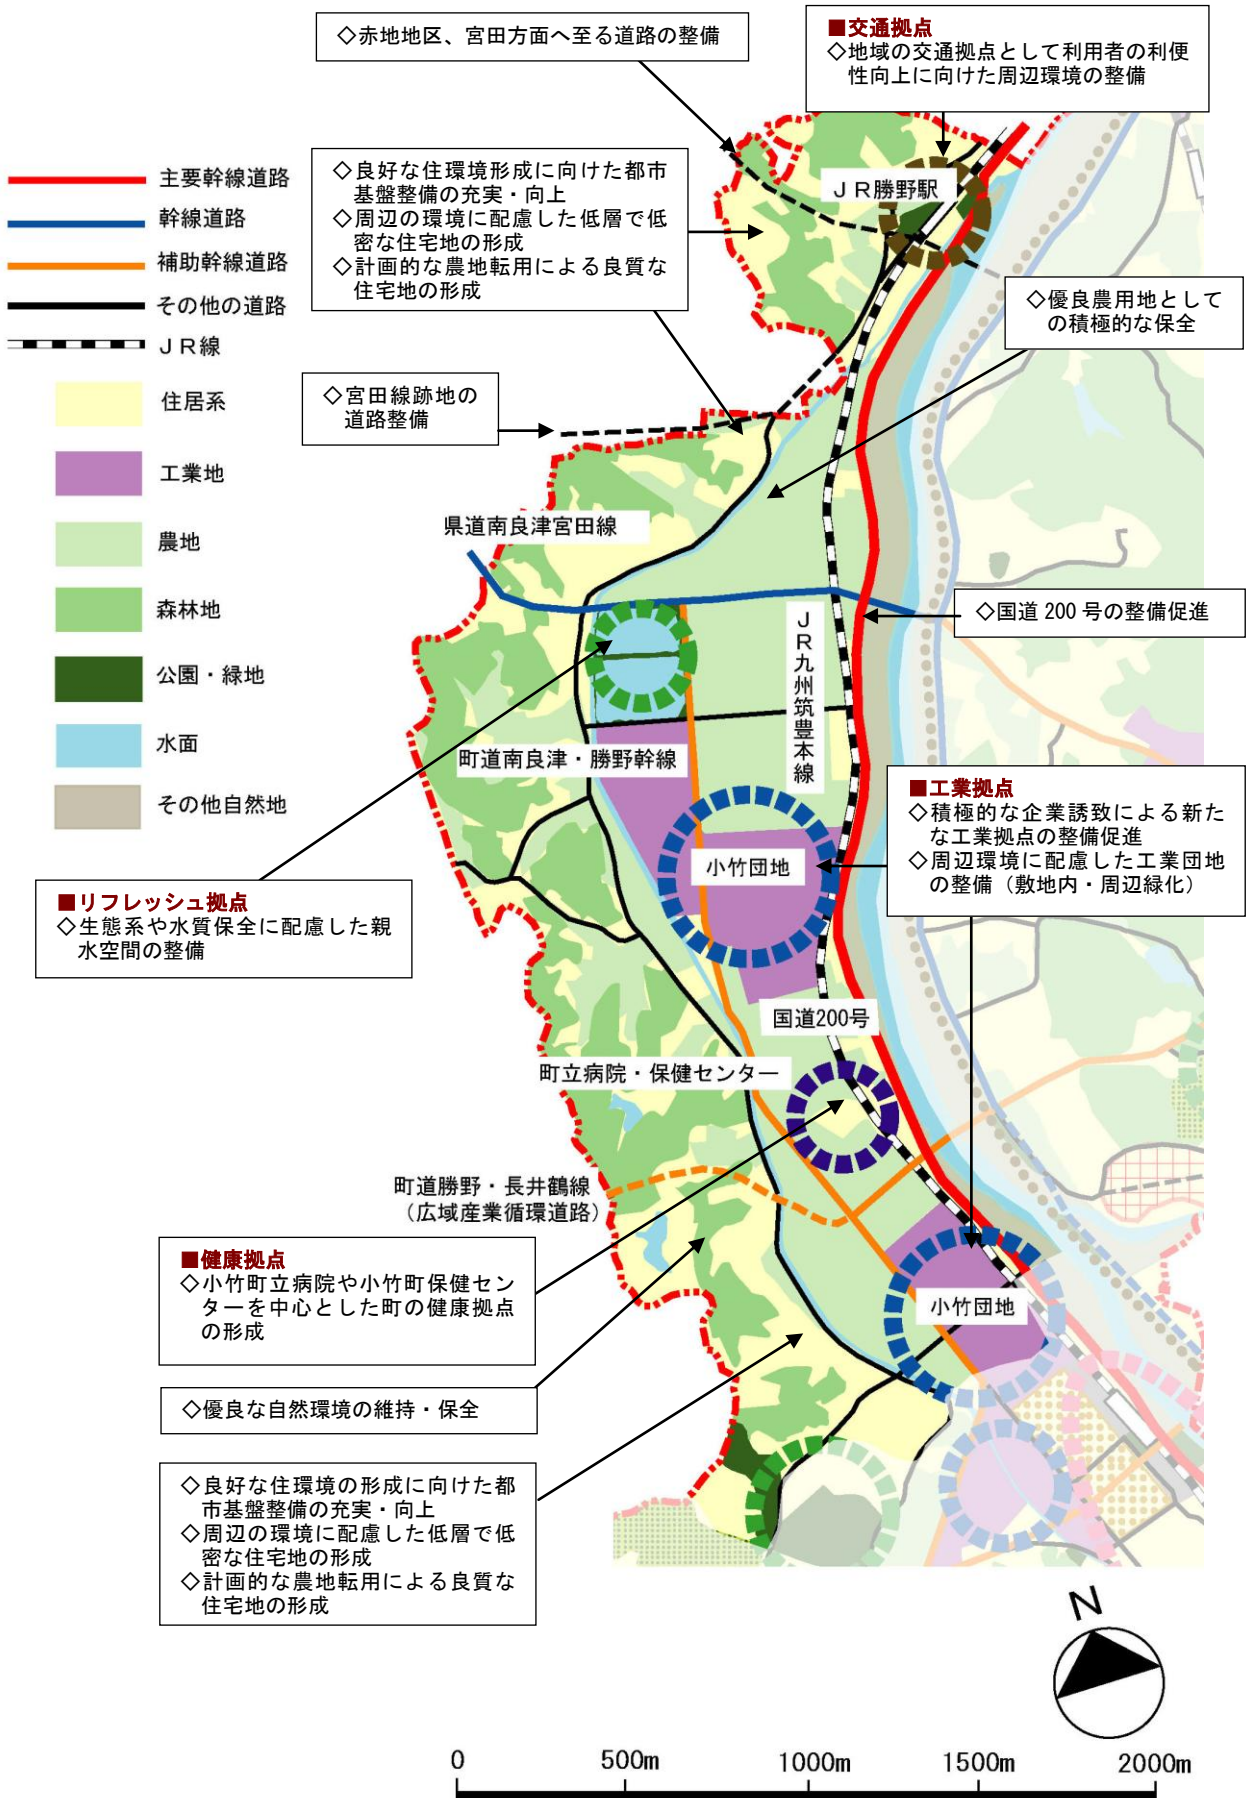 ◇赤地地区、宮田方面へ至る道路の整備
■交通拠点
◇地域の交通拠点として利用者の利便
性向上に向けた周辺環境の整備
主要幹線道路
幹線道路
補助幹線道路
その他の道路
ＪＲ線
住居系
工業地
農地
森林地
公園・緑地
水面
その他自然地
◇良好な住環境形成に向けた都市
基盤整備の充実・向上
◇周辺の環境に配慮した低層で低
密な住宅地の形成
◇計画的な農地転用による良質な
住宅地の形成
ＪＲ勝野駅
◇優良農用地として
の積極的な保全
◇宮田線跡地の
道路整備
県道南良津宮田線
◇国道 200 号の整備促進
ＪＲ九州筑豊本線
町道南良津・勝野幹線
■工業拠点
◇積極的な企業誘致による新た
な工業拠点の整備促進
◇周辺環境に配慮した工業団地
の整備（敷地内・周辺緑化）
小竹団地
■リフレッシュ拠点
◇生態系や水質保全に配慮した親
水空間の整備
国道200号
町立病院・保健センター
町道勝野・長井鶴線
（広域産業循環道路）
■健康拠点
◇小竹町立病院や小竹町保健セン
ターを中心とした町の健康拠点
の形成
小竹団地
◇優良な自然環境の維持・保全
◇良好な住環境の形成に向けた都
市基盤整備の充実・向上
◇周辺の環境に配慮した低層で低
密な住宅地の形成
◇計画的な農地転用による良質な
住宅地の形成
N
0 500m 1000m 1500m 2000m